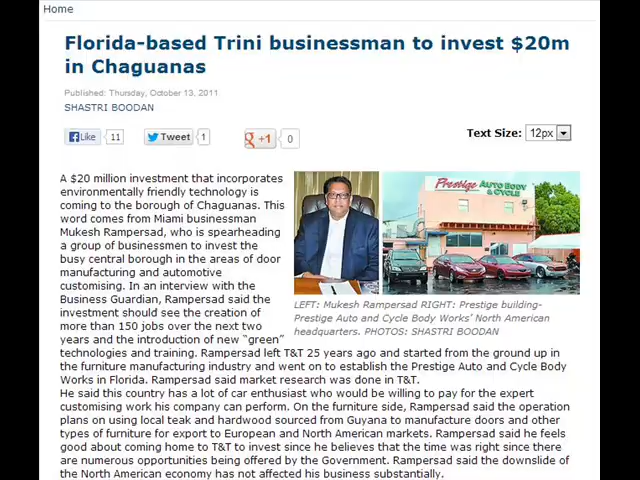 Home
Florida-based Trini businessman to invest $20m
in Chaguanas
Published: Thursday, October 13, 2011
SHASTRI BOODAN
Like 11 Tweet 1 +1 0
Text Size: 12px
A $20 million investment that incorporates
environmentally friendly technology is
coming to the borough of Chaguanas. This
word comes from Miami businessman
Mukesh Rampersad, who is spearheading
a group of businessmen to invest the
busy central borough in the areas of door
manufacturing and automotive
customising. In an interview with the
Business Guardian, Rampersad said the
investment should see the creation of
more than 150 jobs over the next two
years and the introduction of new “green”
Prestige AUTO BODY
& CYCLE
LEFT: Mukesh Rampersad RIGHT: Prestige building-
Prestige Auto and Cycle Body Works’ North American
headquarters. PHOTOS: SHASTRI BOODAN
technologies and training. Rampersad left T&T 25 years ago and started from the ground up in
the furniture manufacturing industry and went on to establish the Prestige Auto and Cycle Body
Works in Florida. Rampersad said market research was done in T&T.
He said this country has a lot of car enthusiast who would be willing to pay for the expert
customising work his company can perform. On the furniture side, Rampersad said the operation
plans on using local teak and hardwood sourced from Guyana to manufacture doors and other
types of furniture for export to European and North American markets. Rampersad said he feels
good about coming home to T&T to invest since he believes that the time was right since there
are numerous opportunities being offered by the Government. Rampersad said the downslide of
the North American economy has not affected his business substantially.